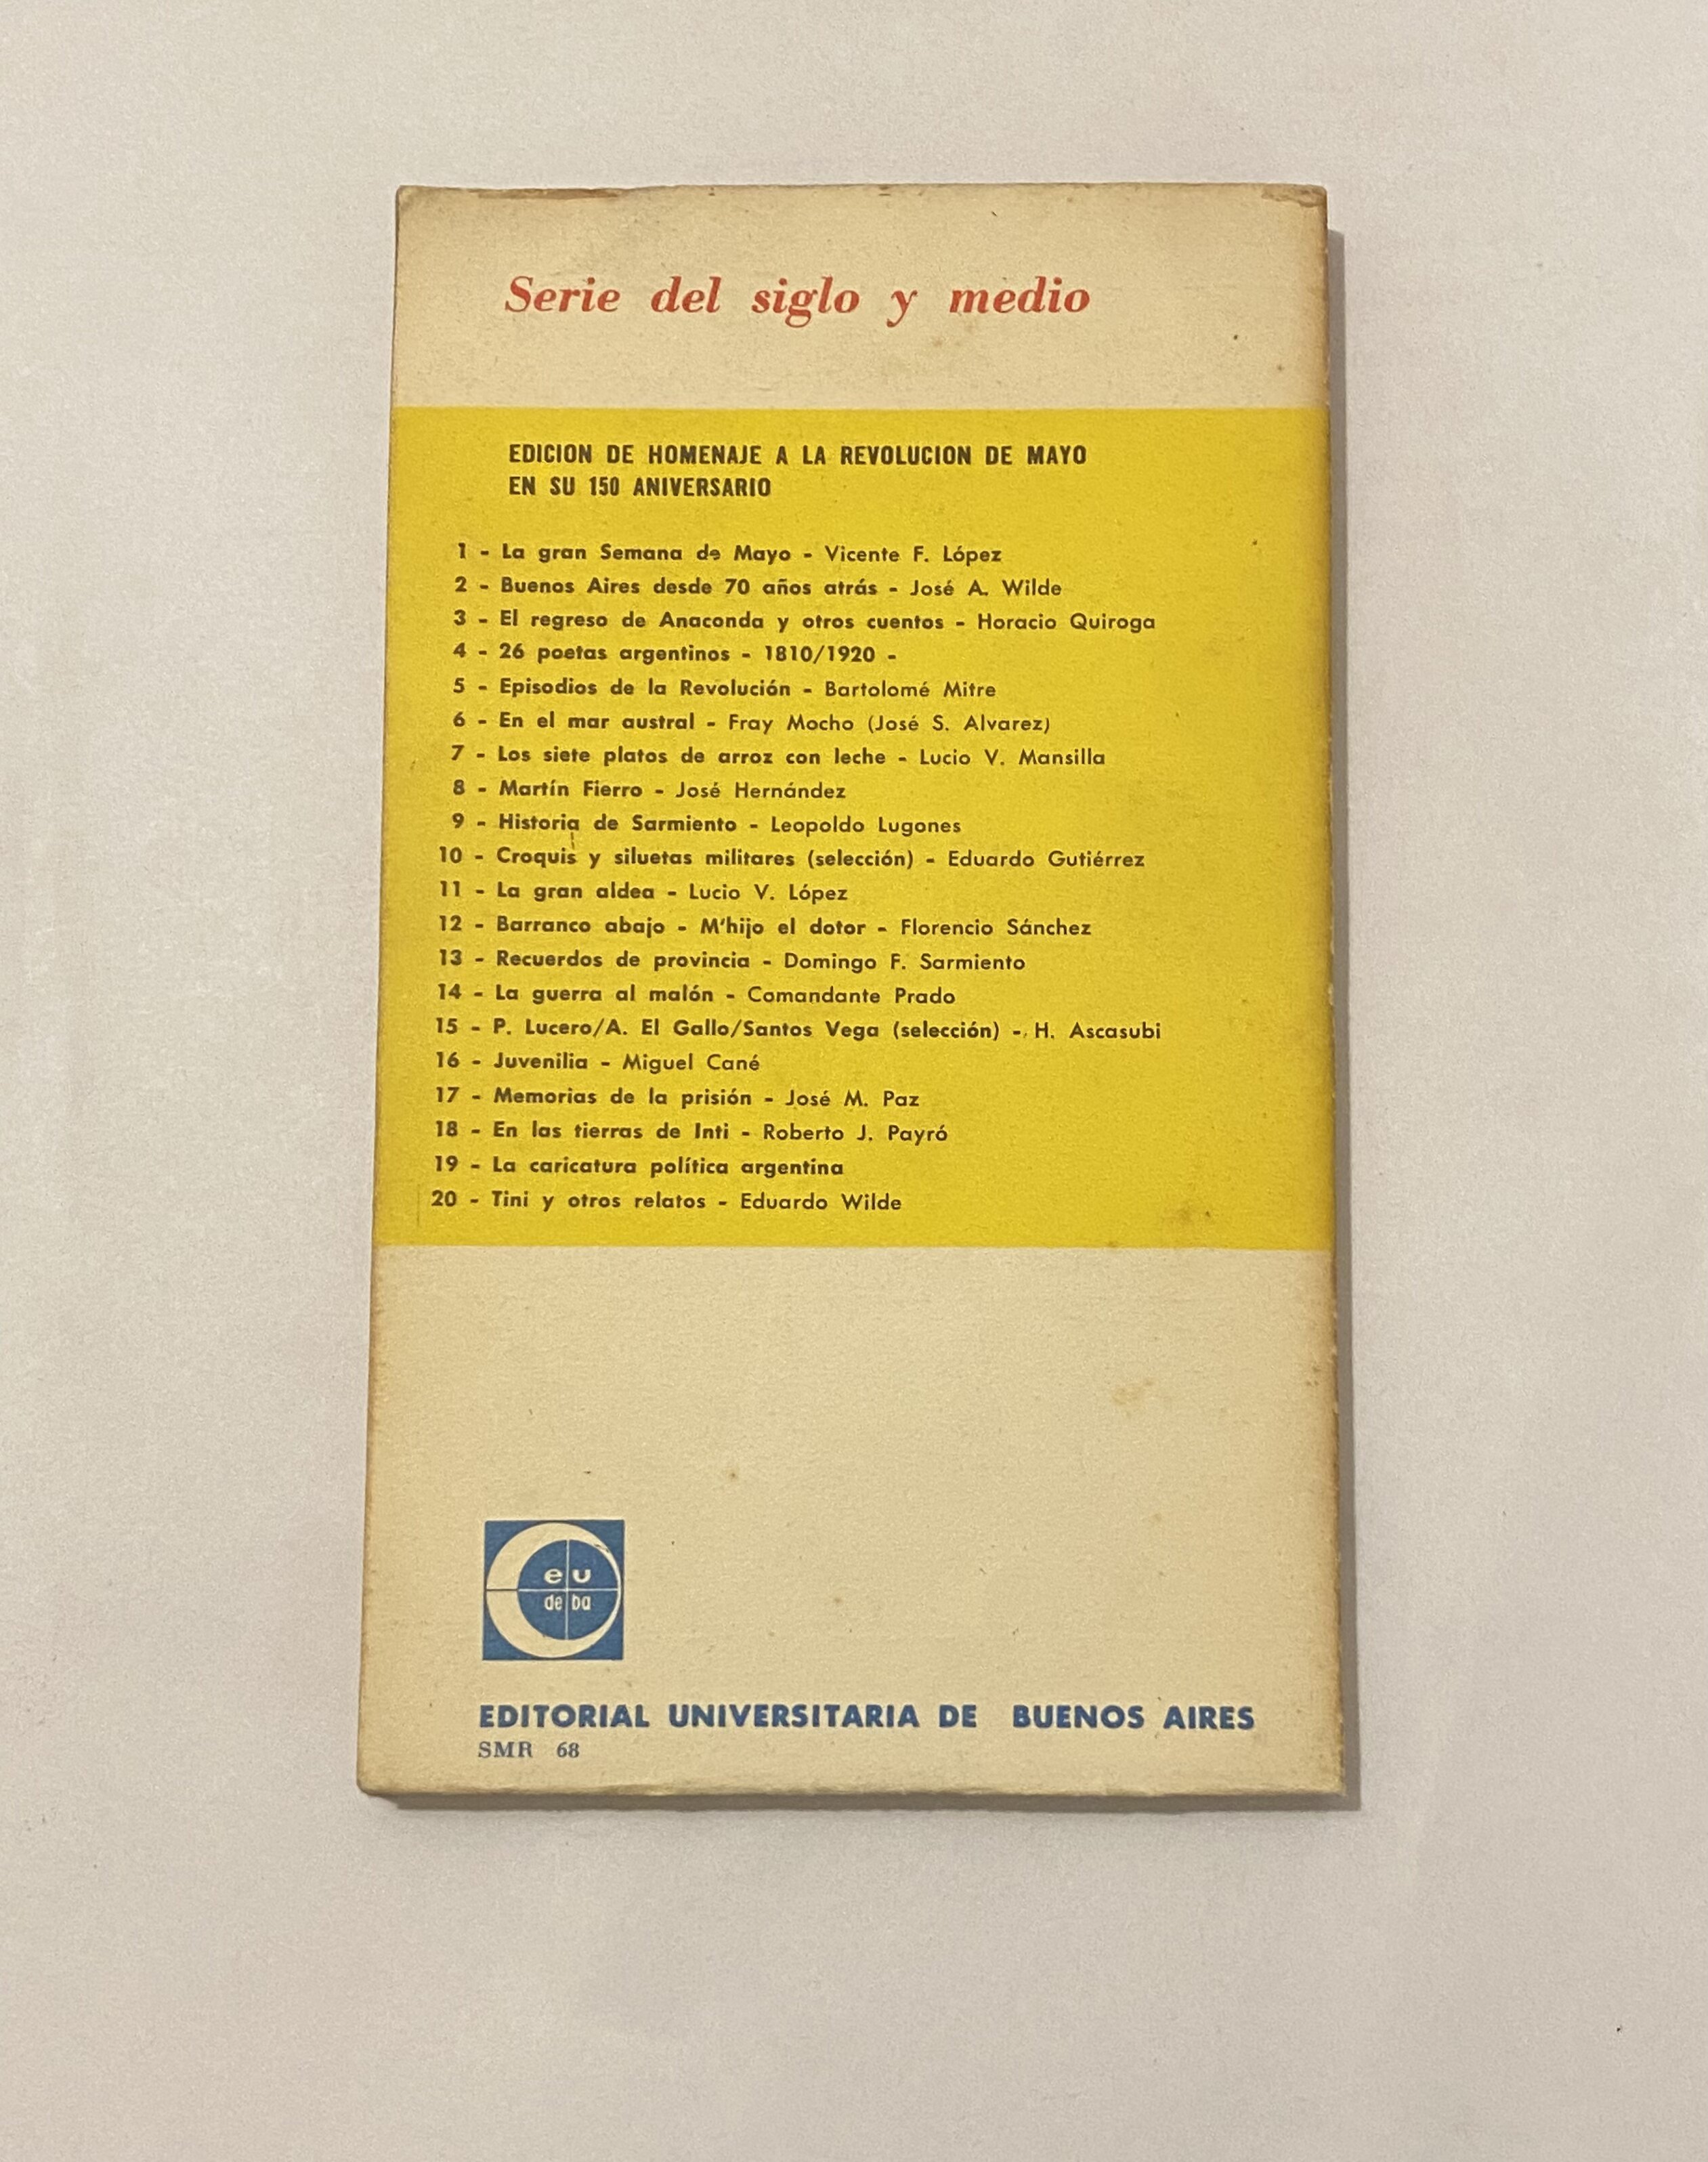 Serie del siglo y medio
EDICION DE HOMENAJE A LA REVOLUCION DE MAYO
EN SU 150 ANIVERSARIO
1 - La gran Semana de Mayo - Vicente F. López
2 - Buenos Aires desde 70 años atrás - José A. Wilde
3 - El regreso de Anaconda y otros cuentos - Horacio Quiroga
4 - 26 poetas argentinos - 1810/1920 -
5 - Episodios de la Revolución - Bartolomé Mitre
6 - En el mar austral - Fray Mocho (José S. Alvarez)
7 - Los siete platos de arroz con leche - Lucio V. Mansilla
8 - Martín Fierro - José Hernández
9 - Historia de Sarmiento - Leopoldo Lugones
10 - Croquis y siluetas militares (selección) - Eduardo Gutiérrez
11 - La gran aldea - Lucio V. López
12 - Barranco abajo - M'hijo el dotor - Florencio Sánchez
13 - Recuerdos de provincia - Domingo F. Sarmiento
14 - La guerra al malón - Comandante Prado
15 - P. Lucero/A. El Gallo/Santos Vega (selección) - H. Ascasubi
16 - Juvenilia - Miguel Cané
17 - Memorias de la prisión - José M. Paz
18 - En las tierras de Inti - Roberto J. Payró
19 - La caricatura política argentina
20 - Tini y otros relatos - Eduardo Wilde
eu
deba
EDITORIAL UNIVERSITARIA DE BUENOS AIRES
SMR 68